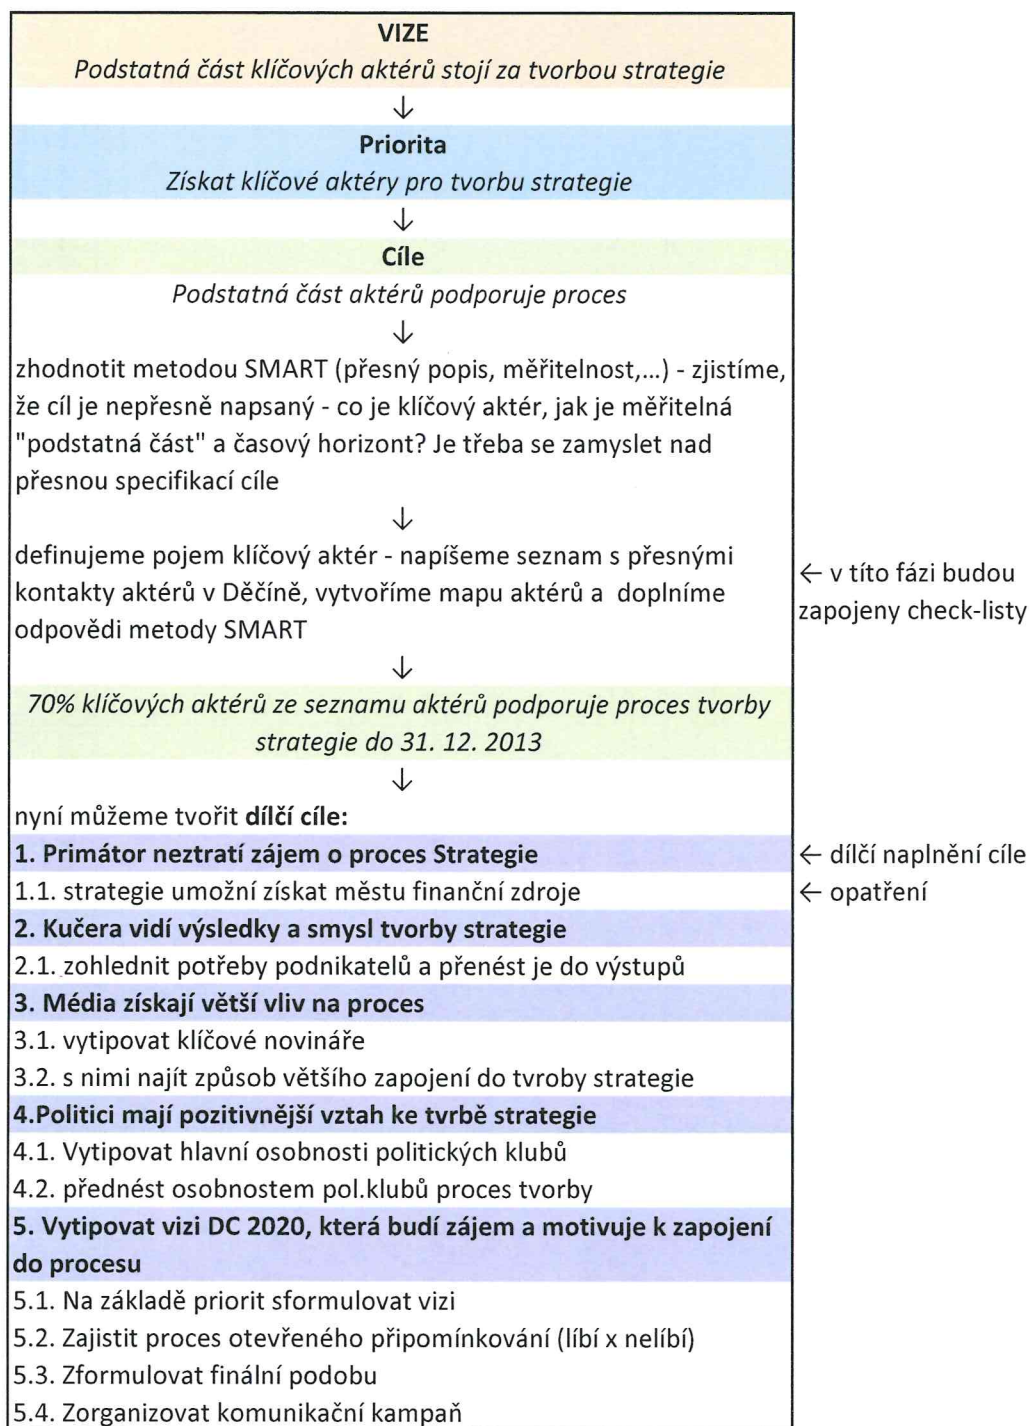 VIZE
Podstatná část klíčových aktérů stojí za tvorbou strategie
↓
Priorita
Získat klíčové aktéry pro tvorbu strategie
↓
Cíle
Podstatná část aktérů podporuje proces
↓
zhodnotit metodou SMART (přesný popis, měřitelnost,...) - zjistíme,
že cíl je nepřesně napsaný - co je klíčový aktér, jak je měřitelná
"podstatná část" a časový horizont? Je třeba se zamyslet nad
přesnou specifikací cíle
↓
definujeme pojem klíčový aktér - napíšeme seznam s přesnými
kontakty aktérů v Děčíně, vytvoříme mapu aktérů a doplníme
odpovědi metody SMART
← v títo fázi budou
zapojeny check-listy
↓
70% klíčových aktérů ze seznamu aktérů podporuje proces tvorby
strategie do 31. 12. 2013
↓
nyní můžeme tvořit dílčí cíle:
1. Primátor neztratí zájem o proces Strategie
← dílčí naplnění cíle
1.1. strategie umožní získat městu finanční zdroje
← opatření
2. Kučera vidí výsledky a smysl tvorby strategie
2.1. zohlednit potřeby podnikatelů a přenést je do výstupů
3. Média získají větší vliv na proces
3.1. vytipovat klíčové novináře
3.2. s nimi najít způsob většího zapojení do tvroby strategie
4.Politici mají pozitivnější vztah ke tvrbě strategie
4.1. Vytipovat hlavní osobnosti politických klubů
4.2. přednést osobnostem pol.klubů proces tvorby
5. Vytipovat vizi DC 2020, která budí zájem a motivuje k zapojení
do procesu
5.1. Na základě priorit sformulovat vizi
5.2. Zajistit proces otevřeného připomínkování (líbí x nelíbí)
5.3. Zformulovat finální podobu
5.4. Zorganizovat komunikační kampaň